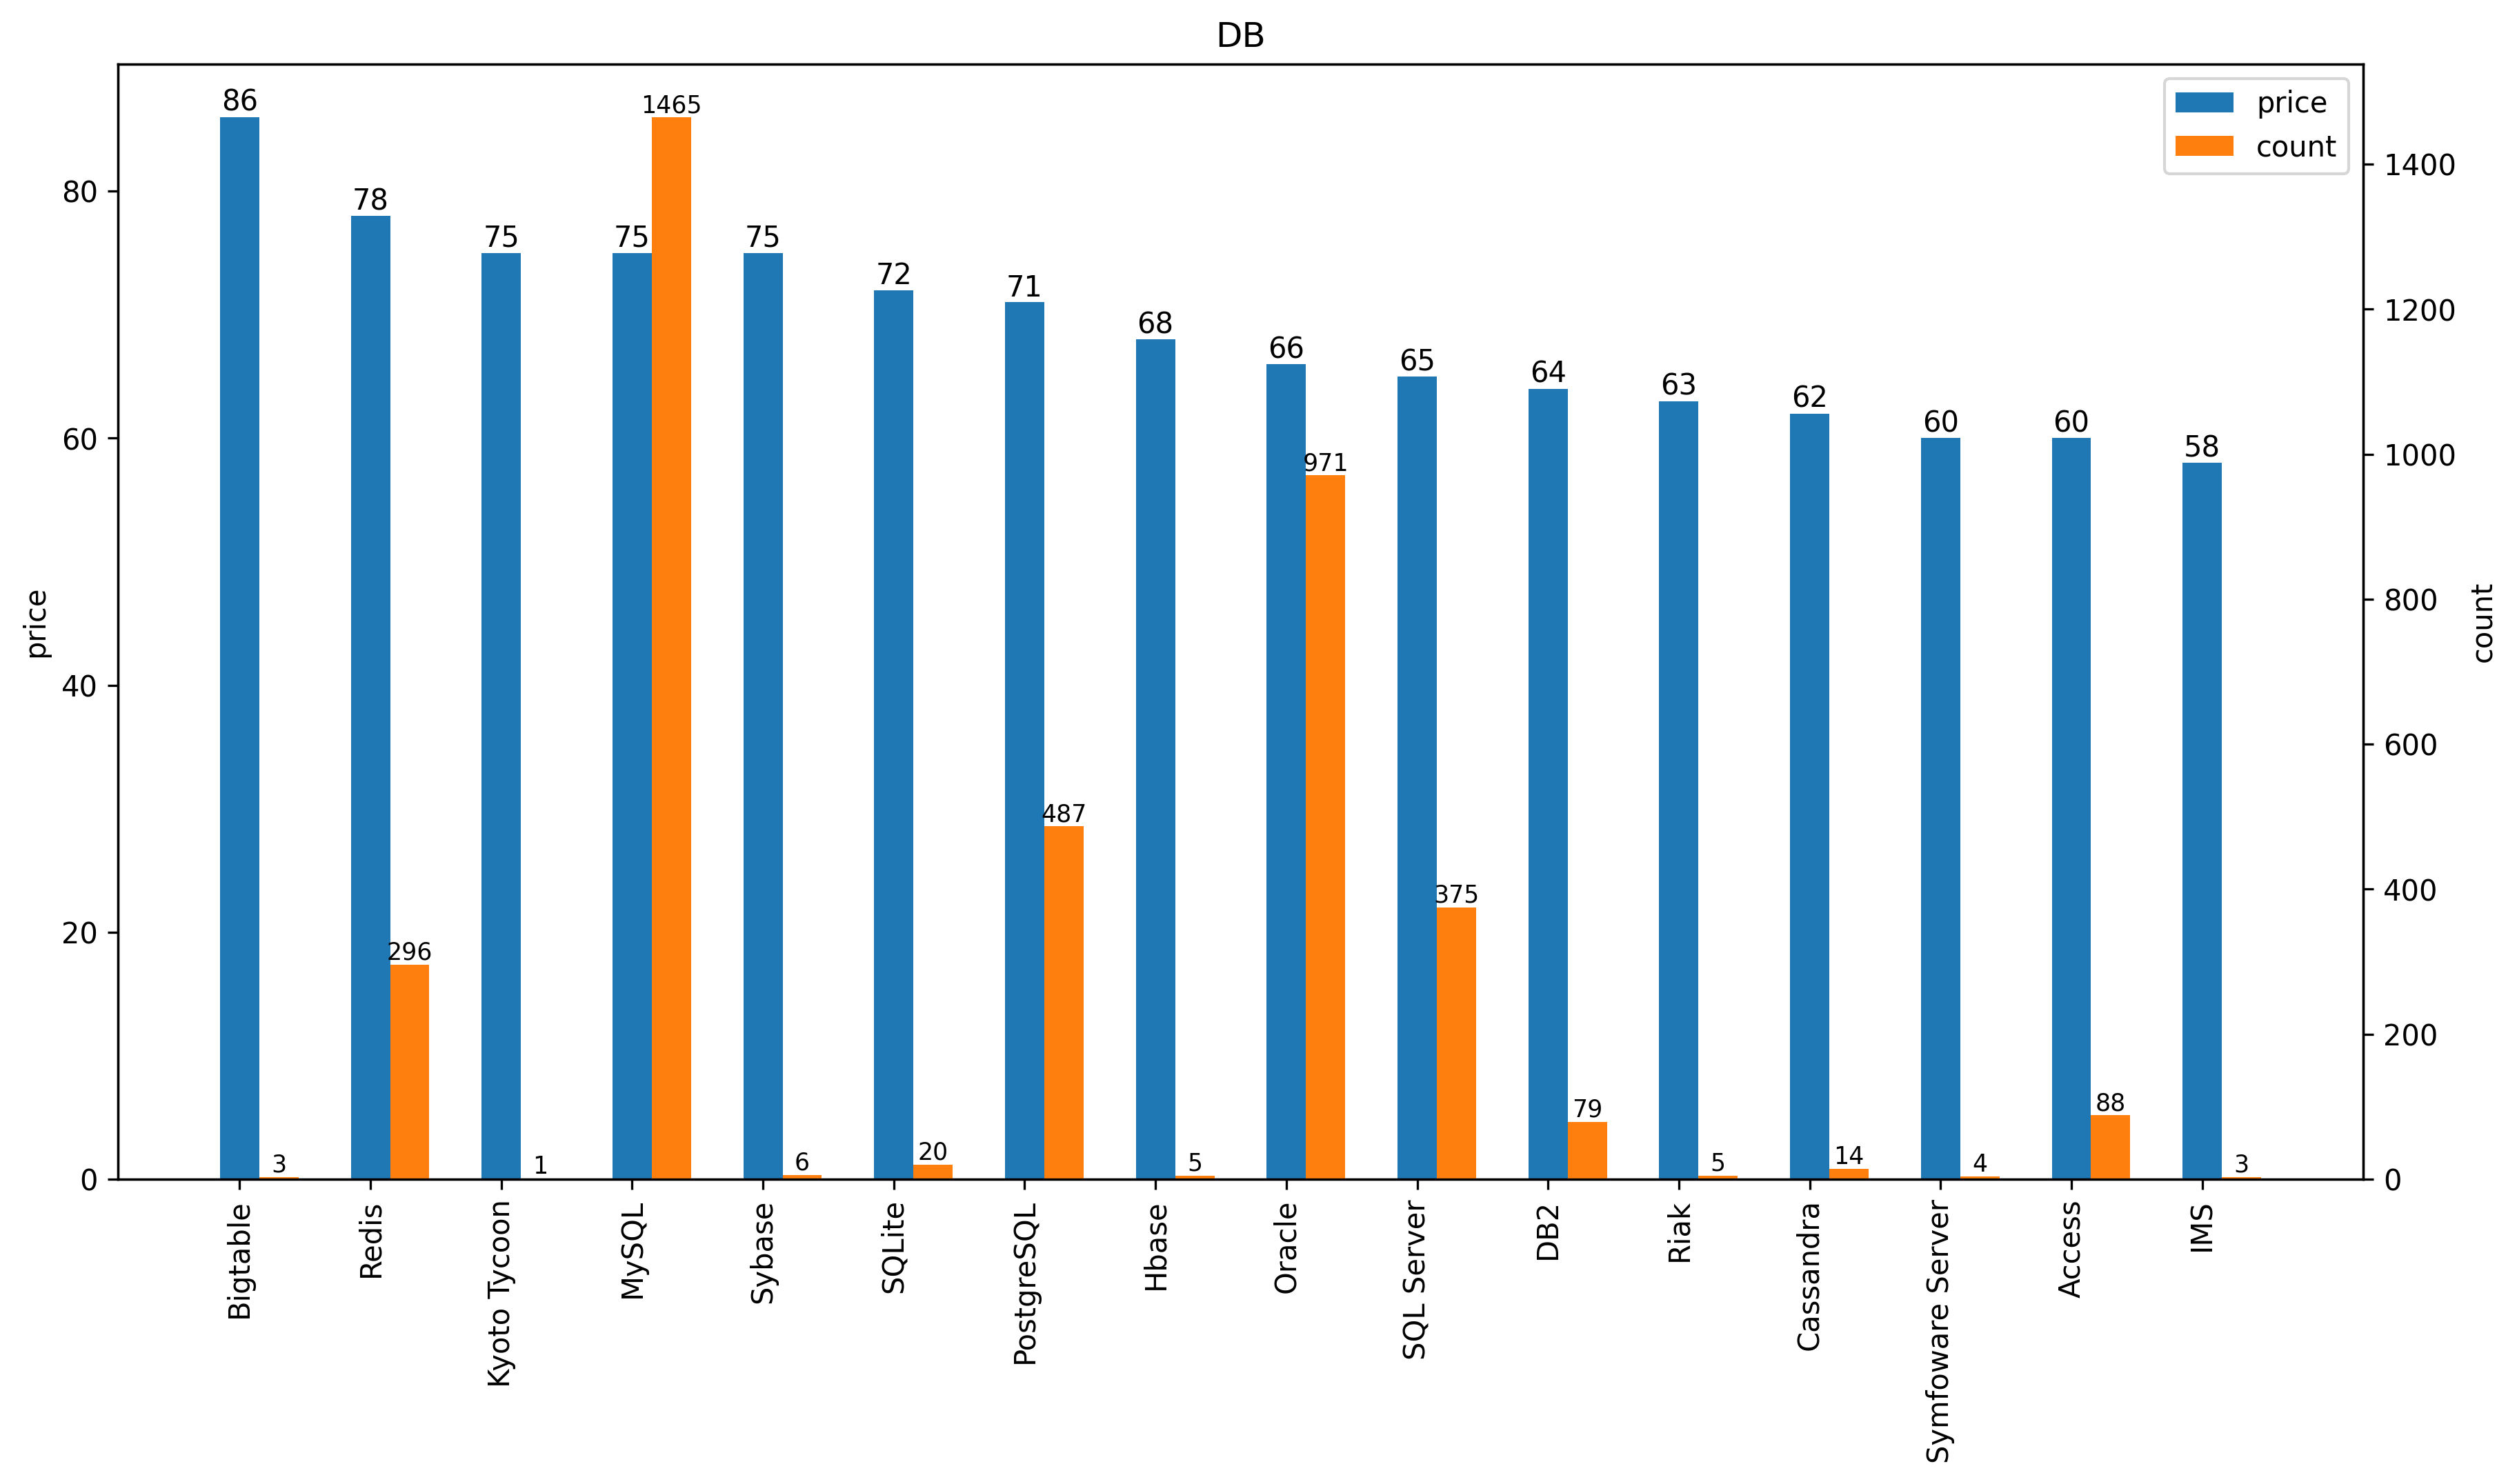 DB
price
count
86
78
75
75
75
72
71
68
66
65
64
63
62
60
60
58
3
296
1
1465
6
20
487
5
971
375
79
5
14
4
88
3
80
60
40
20
0
price
1400
1200
1000
800
600
400
200
0
count
Bigtable
Redis
Kyoto Tycoon
MySQL
Sybase
SQLite
PostgreSQL
Hbase
Oracle
SQL Server
DB2
Riak
Cassandra
Symfoware Server
Access
IMS